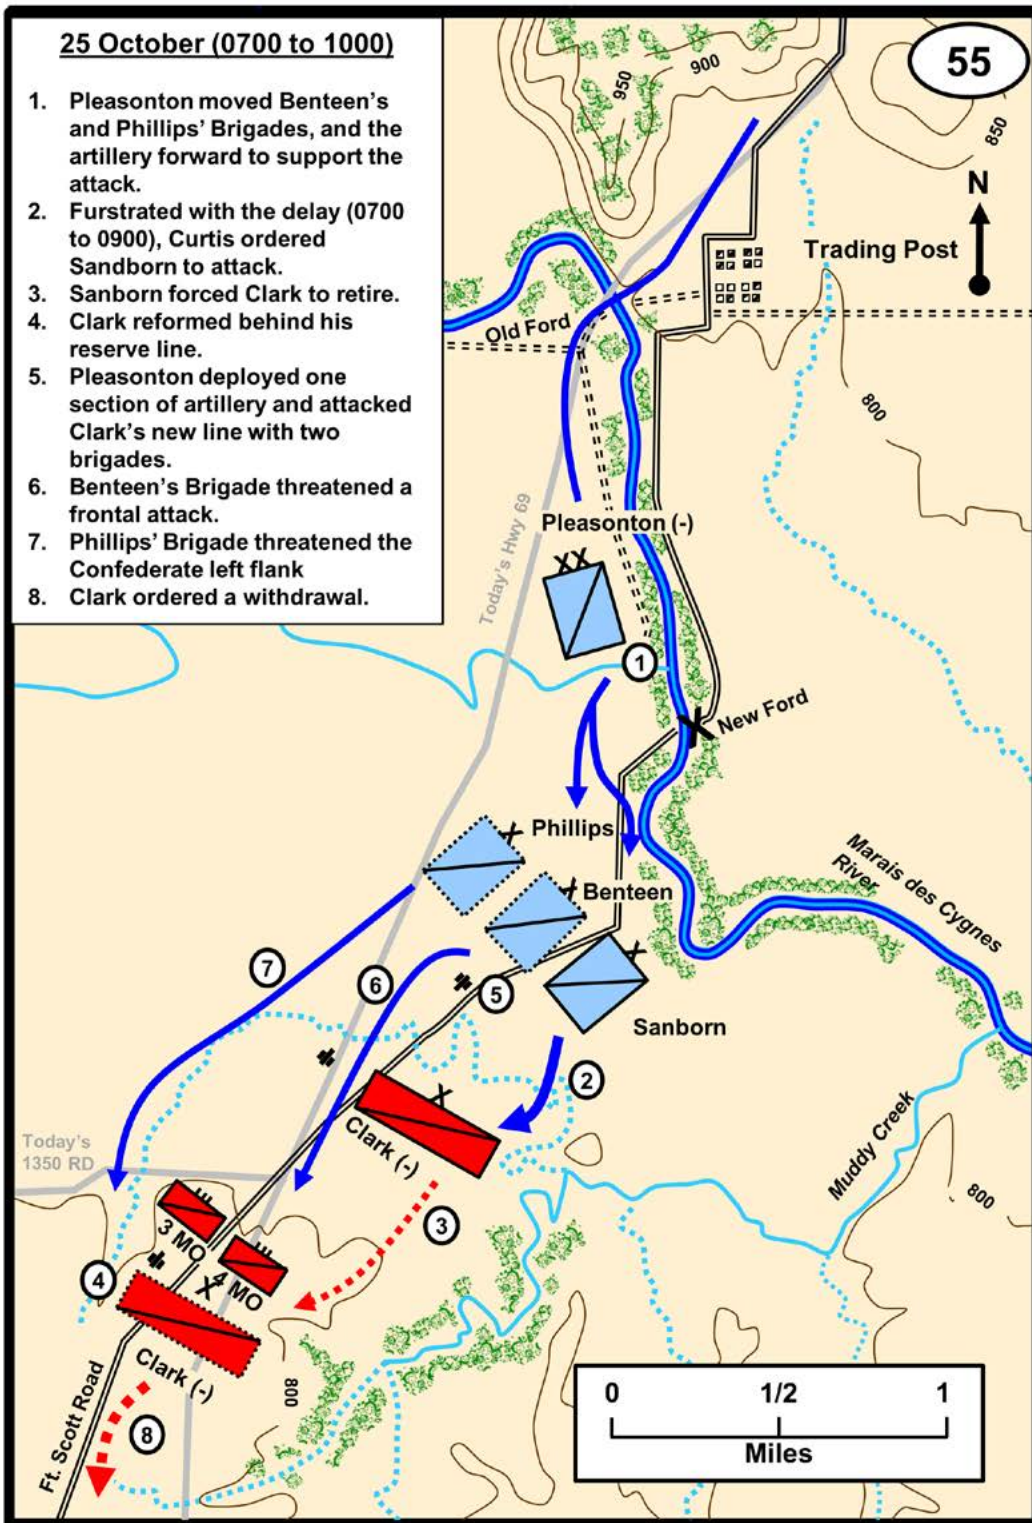 25 October (0700 to 1000)
1. Pleasonton moved Benteen's
and Phillips' Brigades, and the
artillery forward to support the
attack.
2. Furstrated with the delay (0700
to 0900), Curtis ordered
Sandborn to attack.
3. Sanborn forced Clark to retire.
4. Clark reformed behind his
reserve line.
5. Pleasonton deployed one
section of artillery and attacked
Clark's new line with two
brigades.
6. Benteen's Brigade threatened a
frontal attack.
7. Phillips' Brigade threatened the
Confederate left flank
8. Clark ordered a withdrawal.
55
950
900
850
N
Trading Post
Old Ford
800
Today's Hwy 69
Pleasonton (-)
XX
1
New Ford
X
Phillips
X
Benteen
X
Marais des Cygnes
River
7
6
5
X
Sanborn
2
X
Clark (-)
Muddy Creek
Today's
1350 RD
800
3
3 MO
4 MO
4
X
Clark (-)
800
8
Ft. Scott Road
0 1/2 1
Miles